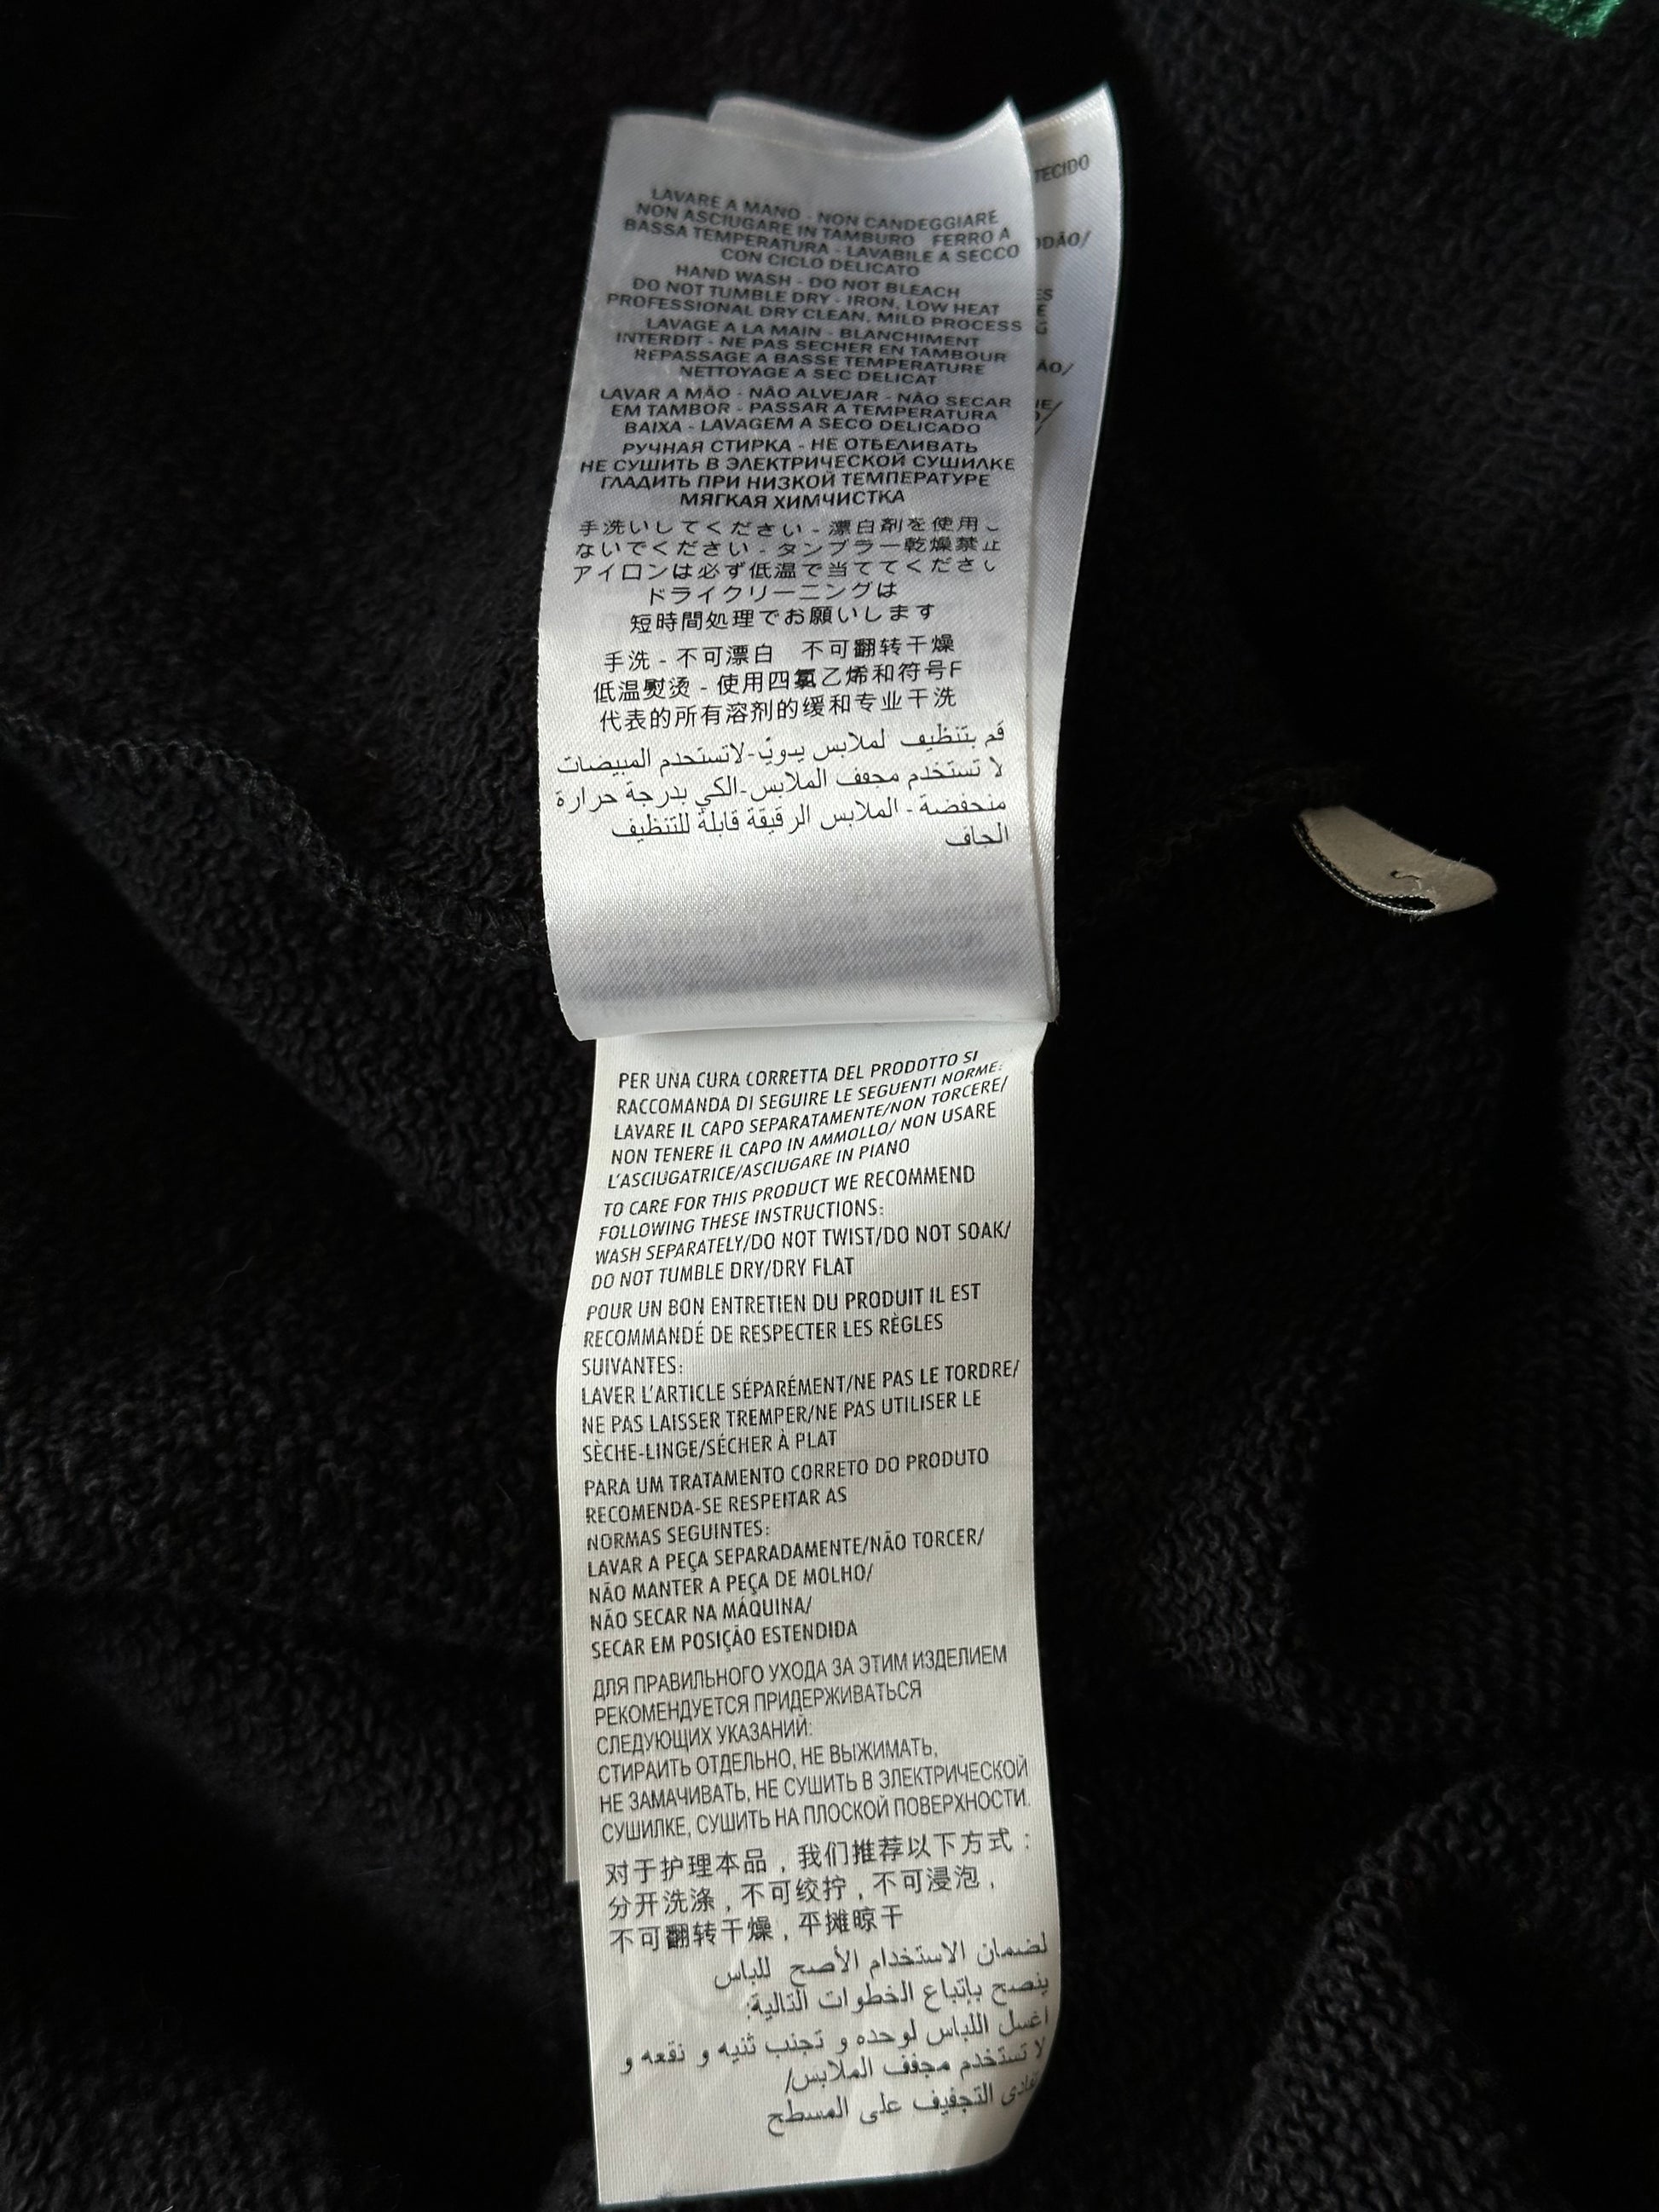 LAVARE A MANO - NON CANDEGGIARE
NON ASCIUGARE IN TAMBURO FERRO A
BASSA TEMPERATURA - LAVABILE A SECCO
CON CICLO DELICATO
HAND WASH - DO NOT BLEACH
DO NOT TUMBLE DRY - IRON, LOW HEAT
PROFESSIONAL DRY CLEAN, MILD PROCESS
LAVAGE A LA MAIN - BLANCHIMENT
INTERDIT - NE PAS SECHER EN TAMBOUR
REPASSAGE A BASSE TEMPERATURE
NETTOYAGE A SEC DELICAT
LAVAR A MÃO - NÃO ALVEJAR - NÃO SECAR
EM TAMBOR - PASSAR A TEMPERATURA
BAIXA - LAVAGEM A SECO DELICADO
РУЧНАЯ СТИРКА - НЕ ОТБЕЛИВАТЬ
НЕ СУШИТЬ В ЭЛЕКТРИЧЕСКОЙ СУШИЛКЕ
ГЛАДИТЬ ПРИ НИЗКОЙ ТЕМПЕРАТУРЕ
МЯГКАЯ ХИМЧИСТКА
手洗いしてください - 漂白剤を使用し
ないでください - タンブラー乾燥禁止
アイロンは必ず低温で当ててください
ドライクリーニングは
短時間処理でお願いします
手洗 - 不可漂白 不可翻转干燥
低温熨烫 - 使用四氯乙烯和符号F
代表的所有溶剂的缓和专业干洗
قم بتنظيف لملابس يدويّ-لاتستخدم المبيضات
لا تستخدم مجفف الملابس-الكي بدرجة حرارة
منحفضة - الملابس الرقيقة قابلة للتنظيف
الجاف
TECIDO
ODÃO/
ES
E
G
ÃO/
HE/
PER UNA CURA CORRETTA DEL PRODOTTO SI
RACCOMANDA DI SEGUIRE LE SEGUENTI NORME:
LAVARE IL CAPO SEPARATAMENTE/NON TORCERE/
NON TENERE IL CAPO IN AMMOLLO/ NON USARE
L'ASCIUGATRICE/ASCIUGARE IN PIANO
TO CARE FOR THIS PRODUCT WE RECOMMEND
FOLLOWING THESE INSTRUCTIONS:
WASH SEPARATELY/DO NOT TWIST/DO NOT SOAK/
DO NOT TUMBLE DRY/DRY FLAT
POUR UN BON ENTRETIEN DU PRODUIT IL EST
RECOMMANDÉ DE RESPECTER LES RÈGLES
SUIVANTES:
LAVER L'ARTICLE SÉPARÉMENT/NE PAS LE TORDRE/
NE PAS LAISSER TREMPER/NE PAS UTILISER LE
SÈCHE-LINGE/SÉCHER À PLAT
PARA UM TRATAMENTO CORRETO DO PRODUTO
RECOMENDA-SE RESPEITAR AS
NORMAS SEGUINTES:
LAVAR A PEÇA SEPARADAMENTE/NÃO TORCER/
NÃO MANTER A PEÇA DE MOLHO/
NÃO SECAR NA MÁQUINA/
SECAR EM POSIÇÃO ESTENDIDA
ДЛЯ ПРАВИЛЬНОГО УХОДА ЗА ЭТИМ ИЗДЕЛИЕМ
РЕКОМЕНДУЕТСЯ ПРИДЕРЖИВАТЬСЯ
СЛЕДУЮЩИХ УКАЗАНИЙ:
СТИРАИТЬ ОТДЕЛЬНО, НЕ ВЫЖИМАТЬ,
НЕ ЗАМАЧИВАТЬ, НЕ СУШИТЬ В ЭЛЕКТРИЧЕСКОЙ
СУШИЛКЕ, СУШИТЬ НА ПЛОСКОЙ ПОВЕРХНОСТИ.
对于护理本品，我们推荐以下方式：
分开洗涤，不可绞拧，不可浸泡，
不可翻转干燥，平摊晾干
لضمان الاستخدام الأصح للباس
ينصح بإتباع الخطوات التالية:
اغسل اللباس لوحده و تجنب ثنيه و نقعه و
لا تستخدم مجفف الملابس/
التجفيف على المسطح